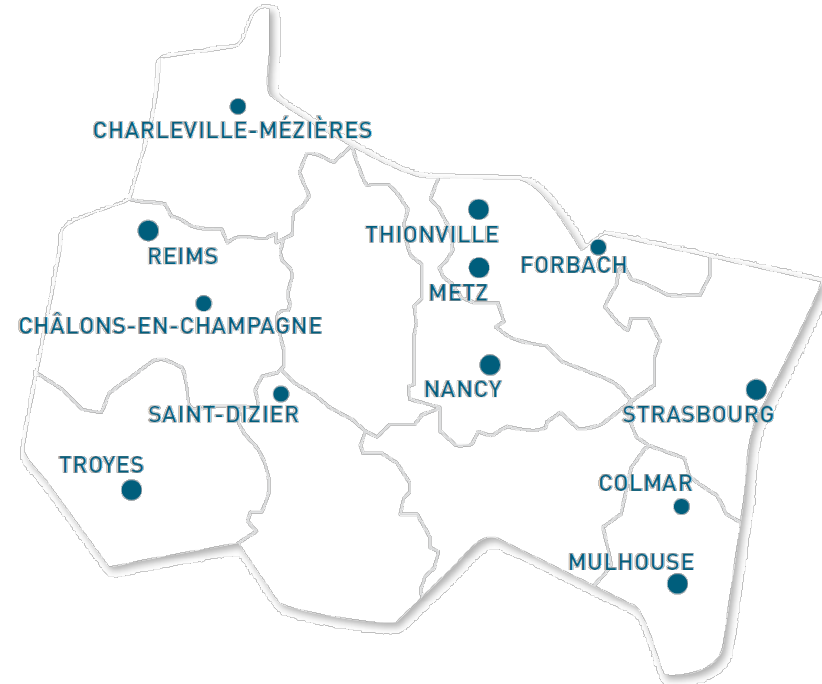 CHARLEVILLE-MÉZIÈRES
THIONVILLE
REIMS
FORBACH
METZ
CHÂLONS-EN-CHAMPAGNE
NANCY
SAINT-DIZIER
STRASBOURG
TROYES
COLMAR
MULHOUSE